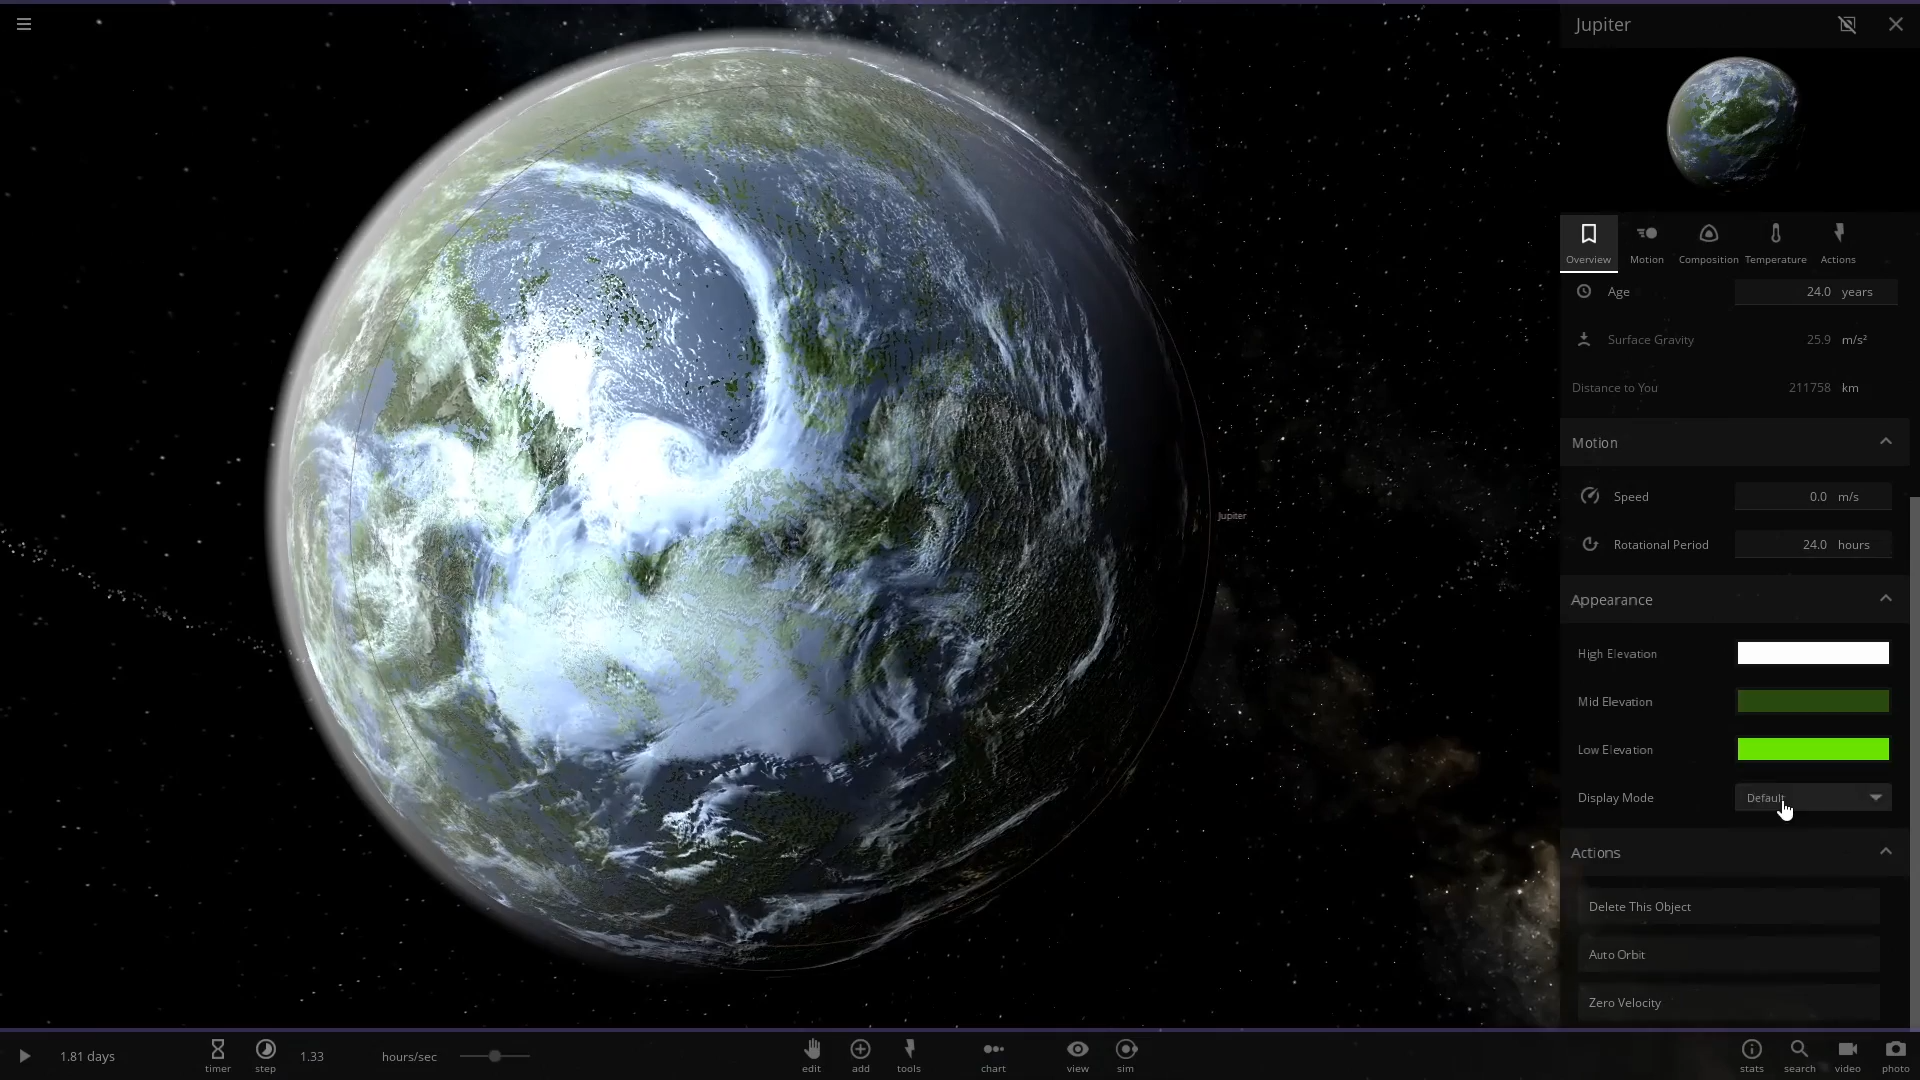 Jupiter
Overview
Motion
Composition
Temperature
Actions
Age 24.0 years
Surface Gravity 25.9 m/s²
Distance to You 211758 km
Motion
Jupiter
Speed 0.0 m/s
Rotational Period 24.0 hours
Appearance
High Elevation
Mid Elevation
Low Elevation
Display Mode Default
Actions
Delete This Object
Auto Orbit
Zero Velocity
1.81 days
timer
step
1.33
hours/sec
edit
add
tools
chart
view
sim
stats
search
video
photo